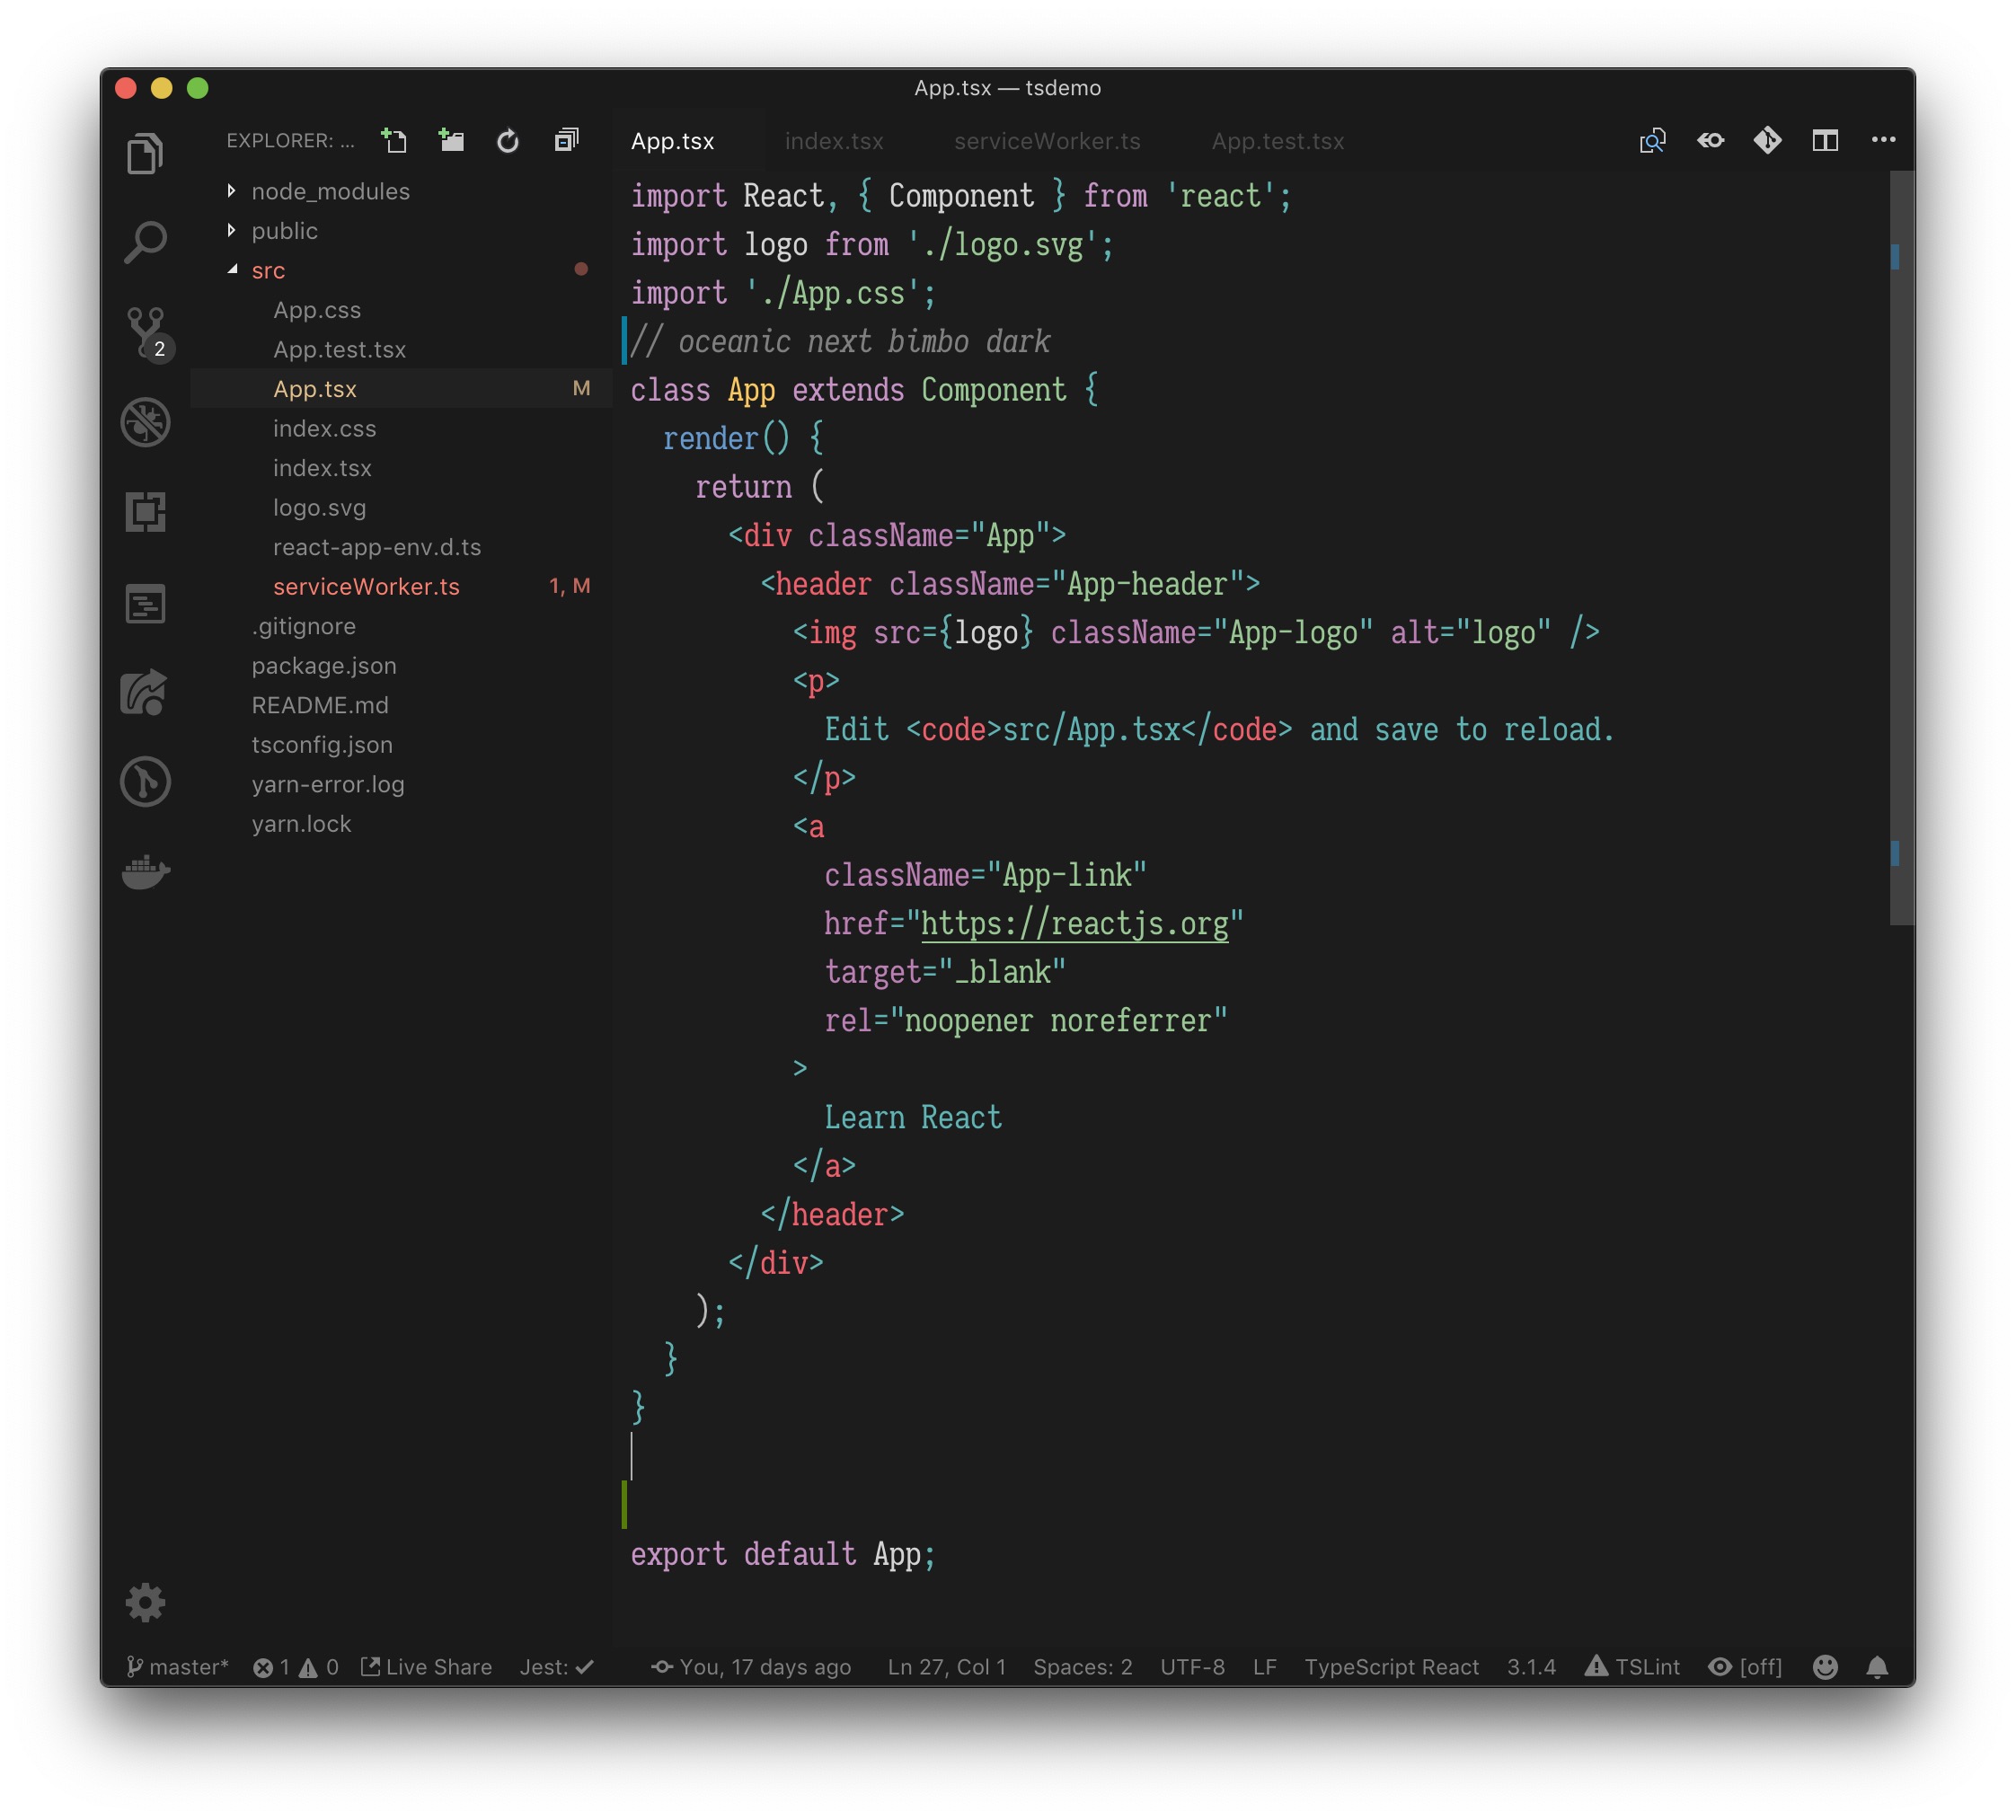 App.tsx — tsdemo
EXPLORER: ...
App.tsx index.tsx serviceWorker.ts App.test.tsx
node_modules
public
src
App.css
App.test.tsx
App.tsx M
index.css
index.tsx
logo.svg
react-app-env.d.ts
serviceWorker.ts 1, M
.gitignore
package.json
README.md
tsconfig.json
yarn-error.log
yarn.lock
2
import React, { Component } from 'react';
import logo from './logo.svg';
import './App.css';
// oceanic next bimbo dark
class App extends Component {
  render() {
    return (
      <div className="App">
        <header className="App-header">
          <img src={logo} className="App-logo" alt="logo" />
          <p>
            Edit <code>src/App.tsx</code> and save to reload.
          </p>
          <a
            className="App-link"
            href="https://reactjs.org"
            target="_blank"
            rel="noopener noreferrer"
          >
            Learn React
          </a>
        </header>
      </div>
    );
  }
}
export default App;
master* 1 0 Live Share Jest: You, 17 days ago Ln 27, Col 1 Spaces: 2 UTF-8 LF TypeScript React 3.1.4 TSLint [off]